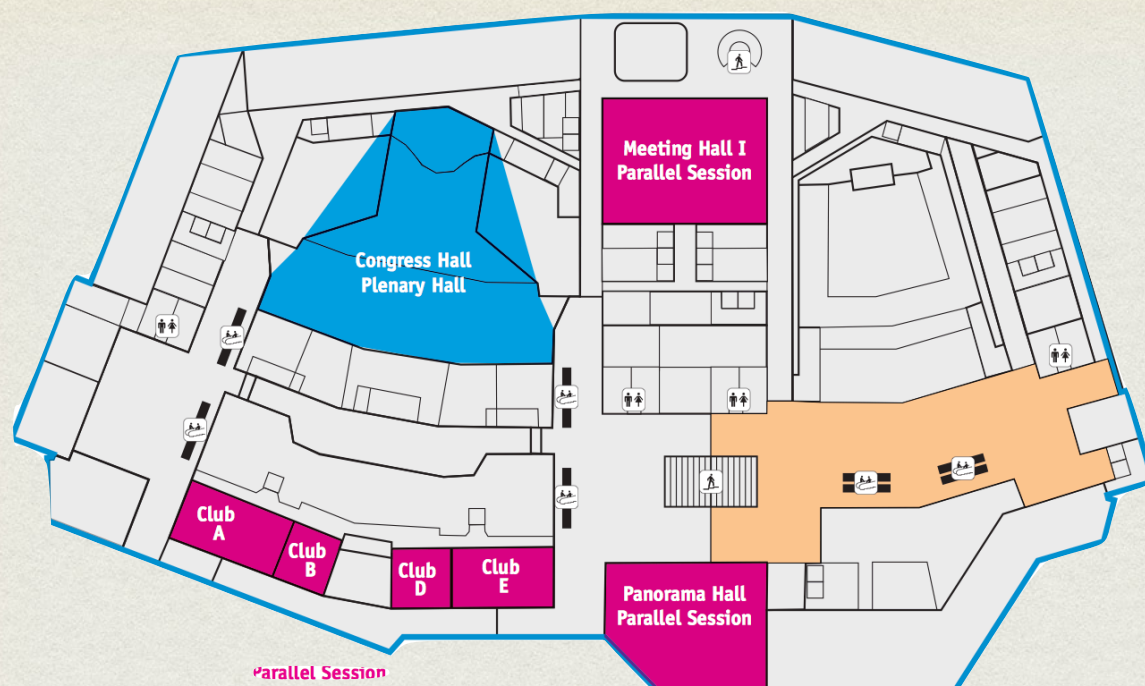 Meeting Hall I
Parallel Session
Congress Hall
Plenary Hall
Club
A
Club
B
Club
D
Club
E
Panorama Hall
Parallel Session
Parallel Session